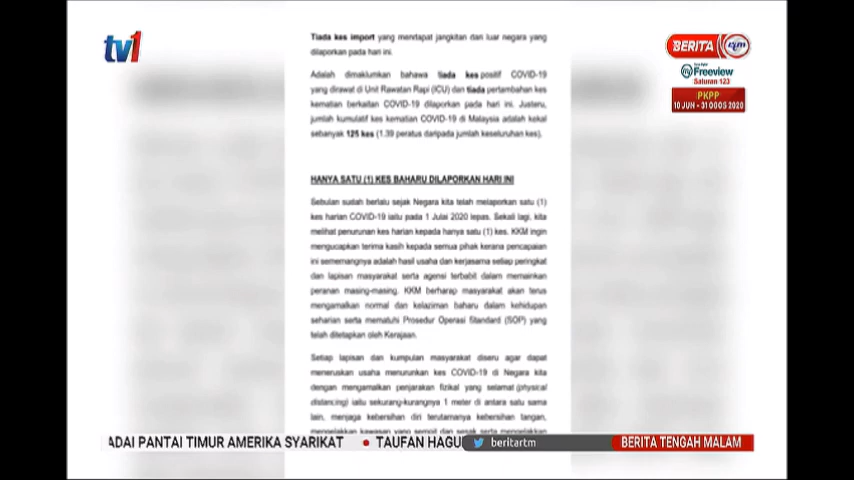 tv1
BERITA rtm
myFreeview
Saluran 123
PKPP
10 JUN - 31 OGOS 2020
Tiada kes import yang mendapat jangkitan dari luar negara yang
dilaporkan pada hari ini.
Adalah dimaklumkan bahawa tiada kes positif COVID-19
yang dirawat di Unit Rawatan Rapi (ICU) dan tiada pertambahan kes
kematian berkaitan COVID-19 dilaporkan pada hari ini. Justeru,
jumlah kumulatif kes kematian COVID-19 di Malaysia adalah kekal
sebanyak 125 kes (1.39 peratus daripada jumlah keseluruhan kes).
HANYA SATU (1) KES BAHARU DILAPORKAN HARI INI
Sebulan sudah berlalu sejak Negara kita telah melaporkan satu (1)
kes harian COVID-19 iaitu pada 1 Julai 2020 lepas. Sekali lagi, kita
melihat penurunan kes harian kepada hanya satu (1) kes. KKM ingin
mengucapkan terima kasih kepada semua pihak kerana pencapaian
ini sememangnya adalah hasil usaha dan kerjasama setiap peringkat
dan lapisan masyarakat serta agensi terbabit dalam memainkan
peranan masing-masing. KKM berharap masyarakat akan terus
mengamalkan normal dan kelaziman baharu dalam kehidupan
seharian serta mematuhi Prosedur Operasi Standard (SOP) yang
telah ditetapkan oleh Kerajaan.
Setiap lapisan dan kumpulan masyarakat diseru agar dapat
meneruskan usaha menurunkan kes COVID-19 di Negara kita
dengan mengamalkan penjarakan fizikal yang selamat (physical
distancing) iaitu sekurang-kurangnya 1 meter di antara satu sama
lain, menjaga kebersihan diri terutamanya kebersihan tangan,
mengelakkan kawasan yang sempit dan sesak serta mengelakkan
ADAI PANTAI TIMUR AMERIKA SYARIKAT • TAUFAN HAGU
beritartm
BERITA TENGAH MALAM